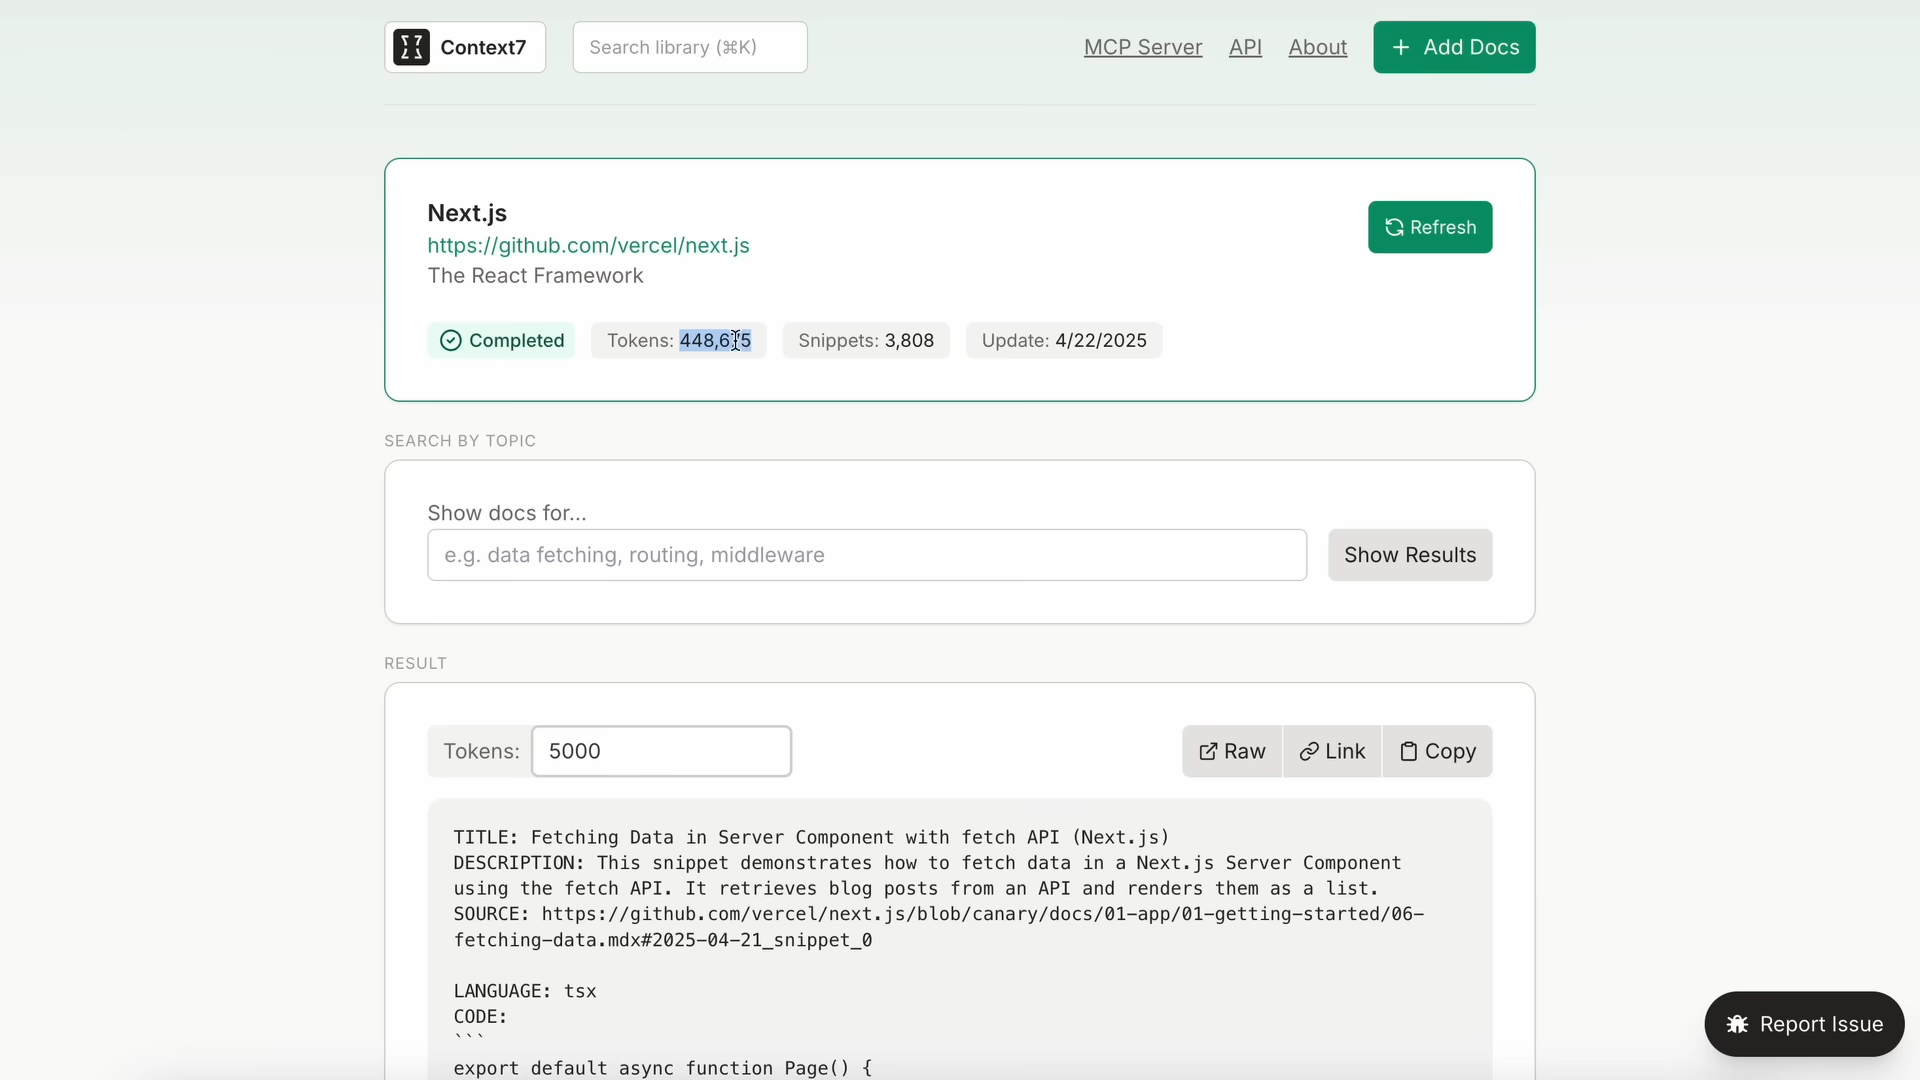 Context7
Search library (⌘K)
MCP Server
API
About
+ Add Docs
Next.js
https://github.com/vercel/next.js
The React Framework
Refresh
Completed
Tokens: 448,675
Snippets: 3,808
Update: 4/22/2025
SEARCH BY TOPIC
Show docs for...
e.g. data fetching, routing, middleware
Show Results
RESULT
Tokens: 5000
Raw
Link
Copy
TITLE: Fetching Data in Server Component with fetch API (Next.js)
DESCRIPTION: This snippet demonstrates how to fetch data in a Next.js Server Component
using the fetch API. It retrieves blog posts from an API and renders them as a list.
SOURCE: https://github.com/vercel/next.js/blob/canary/docs/01-app/01-getting-started/06-
fetching-data.mdx#2025-04-21_snippet_0
LANGUAGE: tsx
CODE:
```
export default async function Page() {
Report Issue